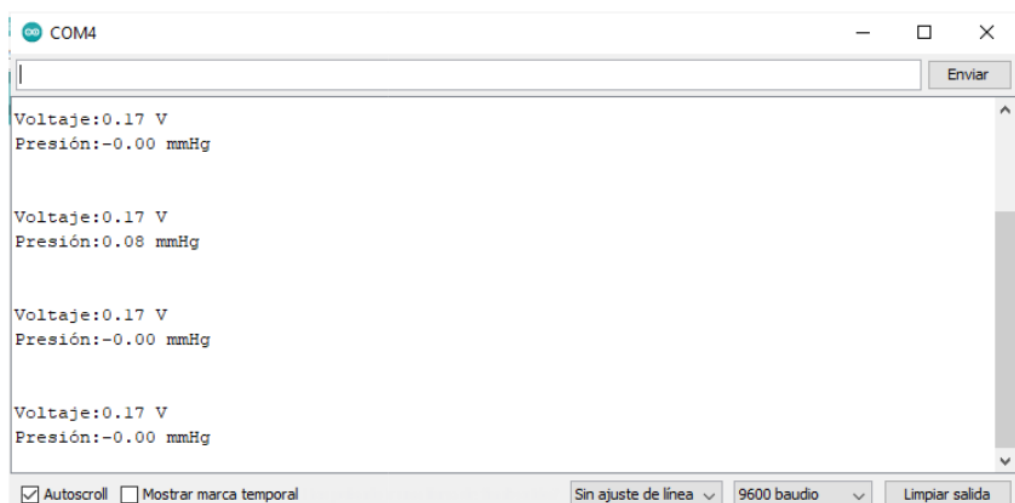 COM4
Enviar
Voltaje:0.17 V
Presión:-0.00 mmHg
Voltaje:0.17 V
Presión:0.08 mmHg
Voltaje:0.17 V
Presión:-0.00 mmHg
Voltaje:0.17 V
Presión:-0.00 mmHg
Autoscroll Mostrar marca temporal Sin ajuste de línea 9600 baudio Limpiar salida